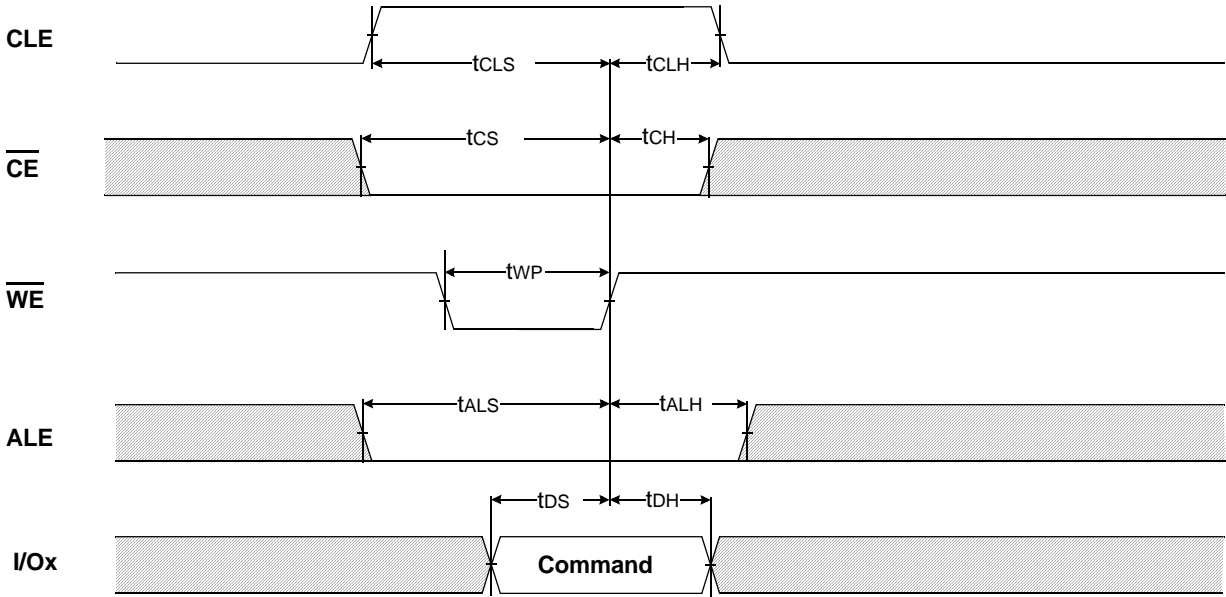 CLE
tCLS
tCLH
CE
tCS
tCH
WE
tWP
ALE
tALS
tALH
I/Ox
tDS
tDH
Command